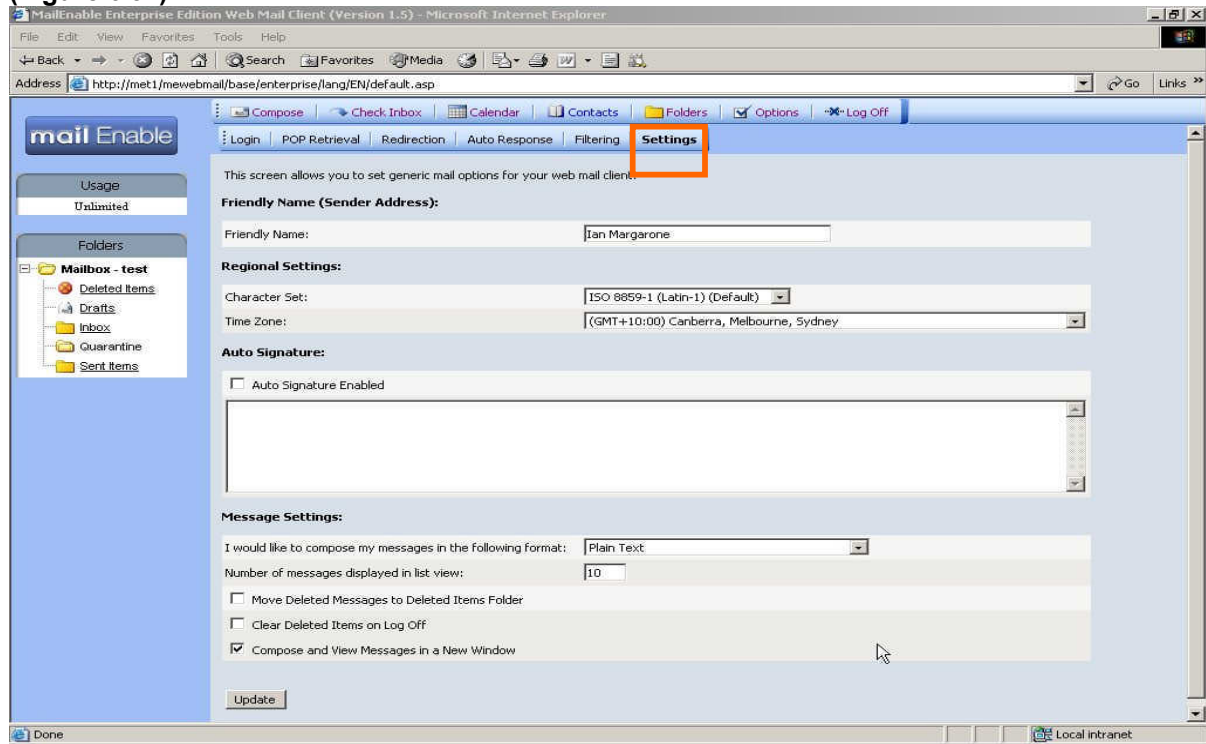 MailEnable Enterprise Edition Web Mail Client (Version 1.5) - Microsoft Internet Explorer
File Edit View Favorites Tools Help
Back Search Favorites Media
Address http://met1/mewebmail/base/enterprise/lang/EN/default.asp Go Links »
Compose Check Inbox Calendar Contacts Folders Options Log Off
mail Enable
Login POP Retrieval Redirection Auto Response Filtering Settings
This screen allows you to set generic mail options for your web mail client.
Usage
Unlimited
Friendly Name (Sender Address):
Friendly Name: Ian Margarone
Folders
Mailbox - test
Deleted Items
Drafts
Inbox
Quarantine
Sent Items
Regional Settings:
Character Set: ISO 8859-1 (Latin-1) (Default)
Time Zone: (GMT+10:00) Canberra, Melbourne, Sydney
Auto Signature:
Auto Signature Enabled
Message Settings:
I would like to compose my messages in the following format: Plain Text
Number of messages displayed in list view: 10
Move Deleted Messages to Deleted Items Folder
Clear Deleted Items on Log Off
Compose and View Messages in a New Window
Update
Done Local intranet